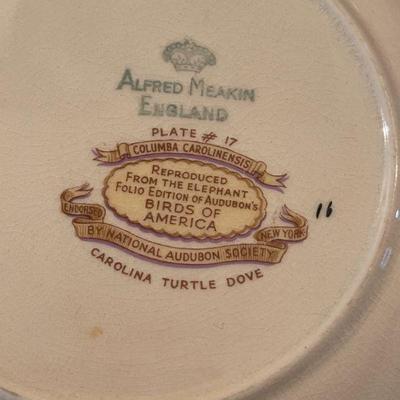 ALFRED MEAKIN
ENGLAND
PLATE # 17
COLUMBA CAROLINENSIS
REPRODUCED
FROM THE ELEPHANT
FOLIO EDITION OF AUDUBON'S
BIRDS OF
AMERICA
ENDORSED
BY NATIONAL AUDUBON SOCIETY
NEW YORK
CAROLINA TURTLE DOVE
16